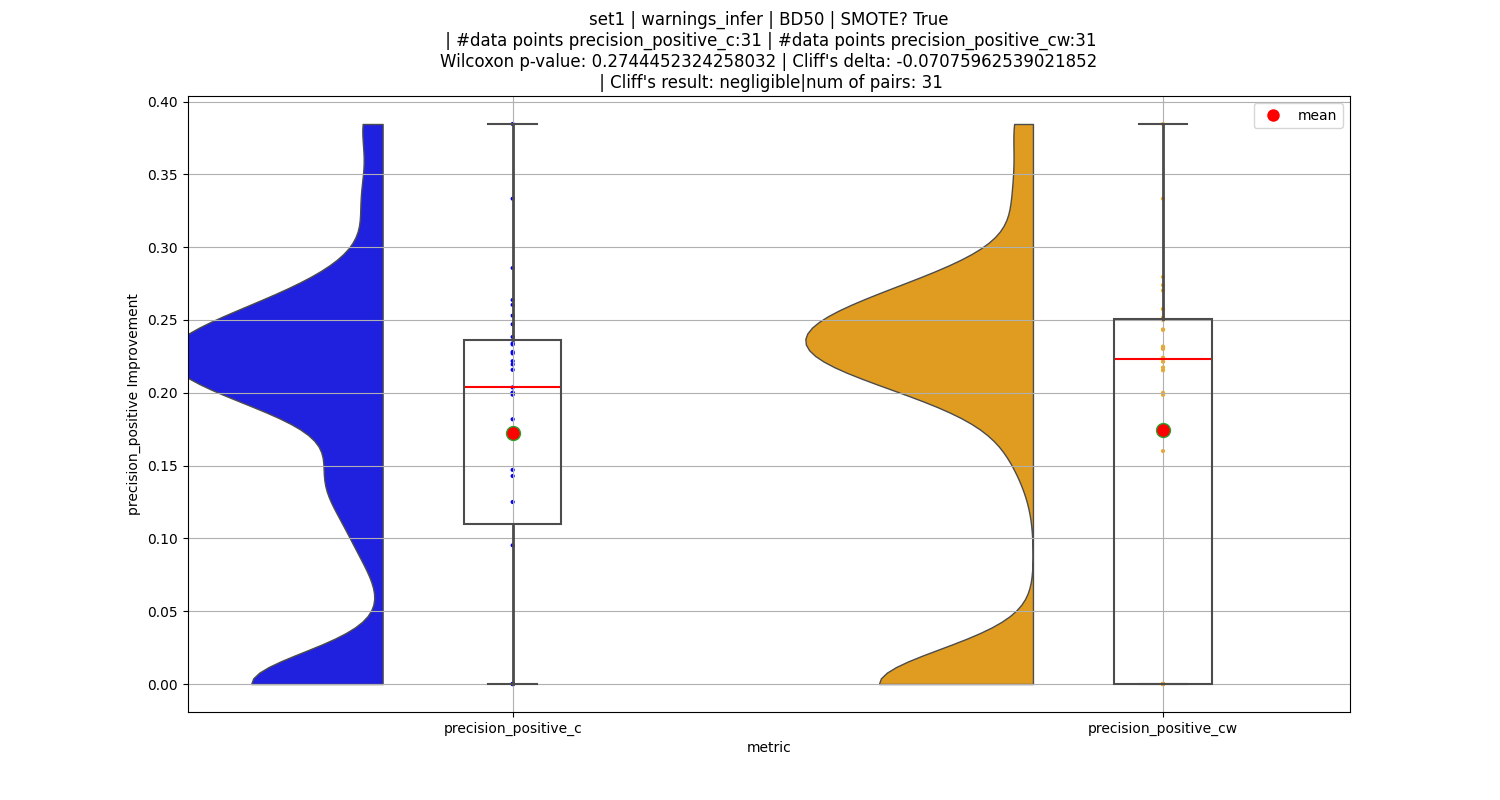 set1 | warnings_infer | BD50 | SMOTE? True
| #data points precision_positive_c:31 | #data points precision_positive_cw:31
Wilcoxon p-value: 0.2744452324258032 | Cliff's delta: -0.07075962539021852
| Cliff's result: negligible|num of pairs: 31
mean
0.40
0.35
0.30
0.25
0.20
0.15
0.10
0.05
0.00
precision_positive Improvement
precision_positive_c
precision_positive_cw
metric